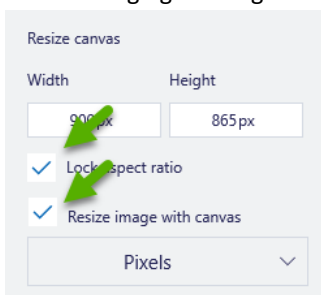 Resize canvas
Width Height
865px
Lock aspect ratio
Resize image with canvas
Pixels